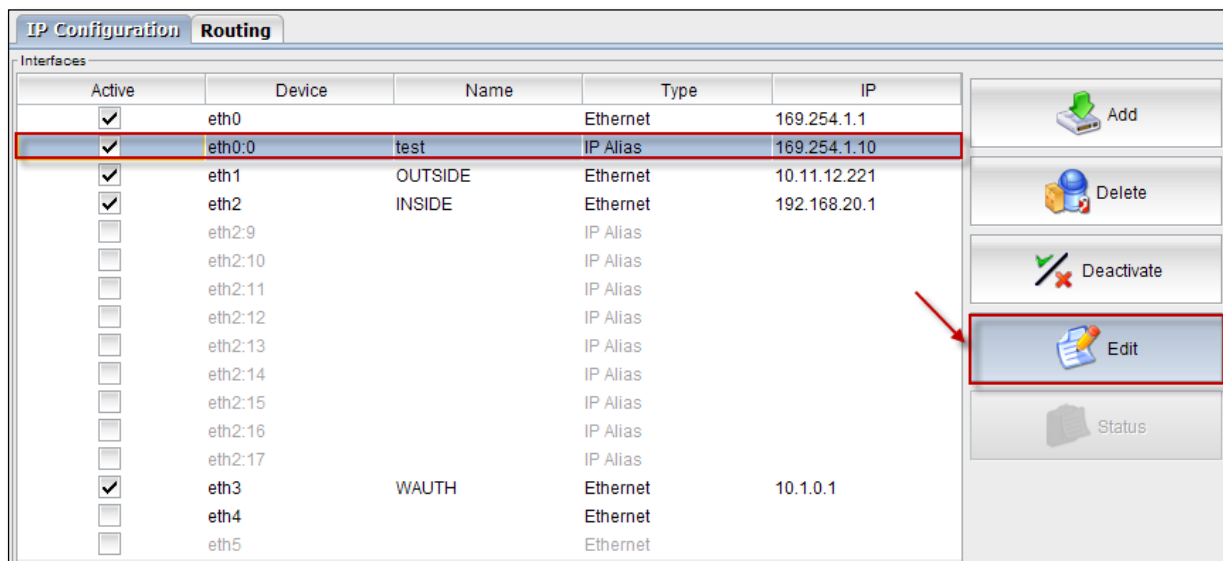 IP Configuration Routing
Interfaces
Active Device Name Type IP
eth0 Ethernet 169.254.1.1
eth0:0 test IP Alias 169.254.1.10
eth1 OUTSIDE Ethernet 10.11.12.221
eth2 INSIDE Ethernet 192.168.20.1
eth2:9 IP Alias
eth2:10 IP Alias
eth2:11 IP Alias
eth2:12 IP Alias
eth2:13 IP Alias
eth2:14 IP Alias
eth2:15 IP Alias
eth2:16 IP Alias
eth2:17 IP Alias
eth3 WAUTH Ethernet 10.1.0.1
eth4 Ethernet
eth5 Ethernet
Add
Delete
Deactivate
Edit
Status